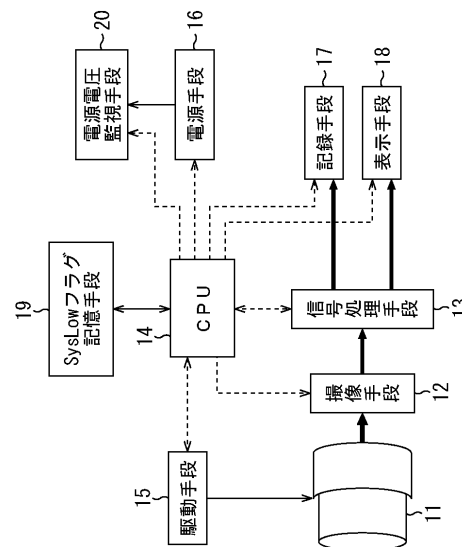 20
電源電圧
監視手段
16
電源手段
17
記録手段
18
表示手段
19
SysLowフラグ
記憶手段
14
CPU
信号処理手段
13
撮像手段
12
15
駆動手段
11